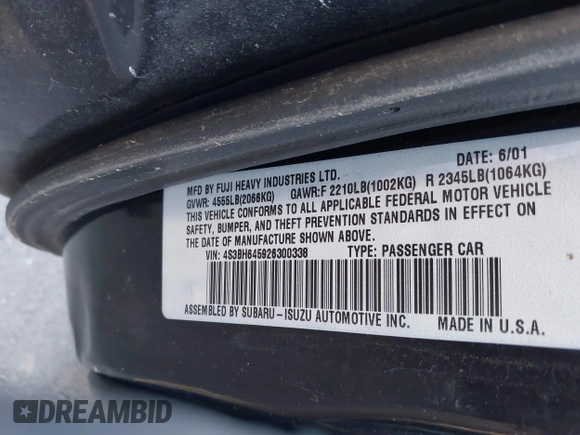 MFD BY FUJI HEAVY INDUSTRIES LTD. DATE: 6/01
GVWR: 4555LB(2066KG) GAWR:F 2210LB(1002KG) R 2345LB(1064KG)
THIS VEHICLE CONFORMS TO ALL APPLICABLE FEDERAL MOTOR VEHICLE
SAFETY, BUMPER, AND THEFT PREVENTION STANDARDS IN EFFECT ON
THE DATE OF MANUFACTURE SHOWN ABOVE.
VIN: 4S3BH645926300338 TYPE: PASSENGER CAR
ASSEMBLED BY SUBARU-ISUZU AUTOMOTIVE INC. MADE IN U.S.A.
DREAMBID